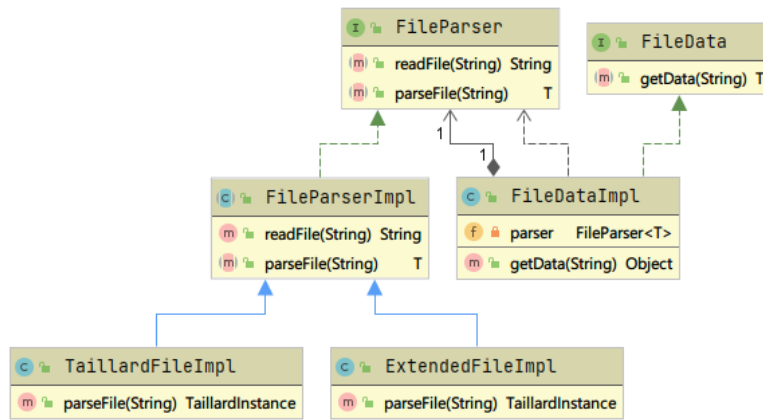 FileParser
readFile(String) String
parseFile(String) T
FileData
getData(String) T
1
1
FileParserImpl
readFile(String) String
parseFile(String) T
FileDataImpl
parser FileParser<T>
getData(String) Object
TaillardFileImpl
parseFile(String) TaillardInstance
ExtendedFileImpl
parseFile(String) TaillardInstance